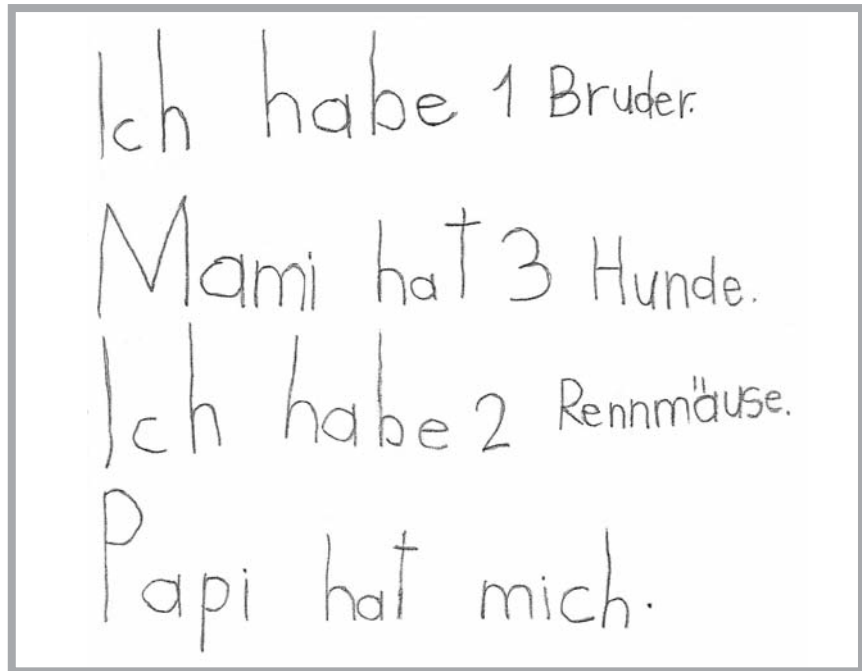 Ich habe 1 Bruder.
Mami hat 3 Hunde.
Ich habe 2 Rennmäuse.
Papi hat mich.